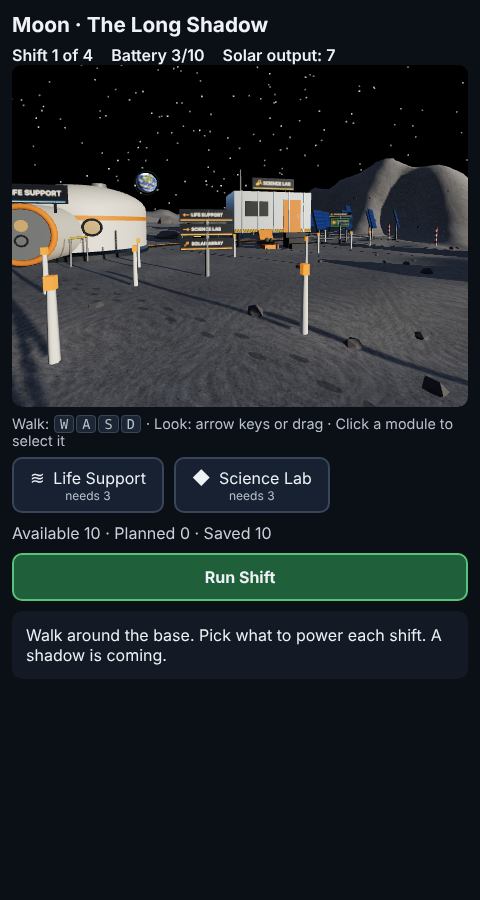 Moon · The Long Shadow
Shift 1 of 4 Battery 3/10 Solar output: 7
FE SUPPORT
SCIENCE LAB
← LIFE SUPPORT
SCIENCE LAB
SOLAR ARRAY
Walk: W A S D · Look: arrow keys or drag · Click a module to
select it
≋ Life Support
needs 3
◆ Science Lab
needs 3
Available 10 · Planned 0 · Saved 10
Run Shift
Walk around the base. Pick what to power each shift. A
shadow is coming.